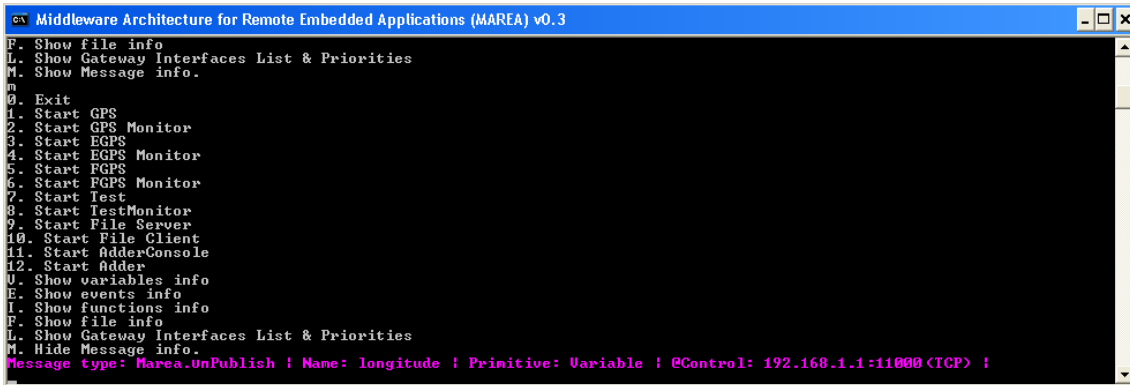 Middleware Architecture for Remote Embedded Applications (MAREA) v0.3
F. Show file info
L. Show Gateway Interfaces List & Priorities
M. Show Message info.
m
0. Exit
1. Start GPS
2. Start GPS Monitor
3. Start EGPS
4. Start EGPS Monitor
5. Start FGPS
6. Start FGPS Monitor
7. Start Test
8. Start TestMonitor
9. Start File Server
10. Start File Client
11. Start AdderConsole
12. Start Adder
V. Show variables info
E. Show events info
I. Show functions info
F. Show file info
L. Show Gateway Interfaces List & Priorities
M. Hide Message info.
Message type: Marea.UnPublish ¦ Name: longitude ¦ Primitive: Variable ¦ @Control: 192.168.1.1:11000(TCP) ¦